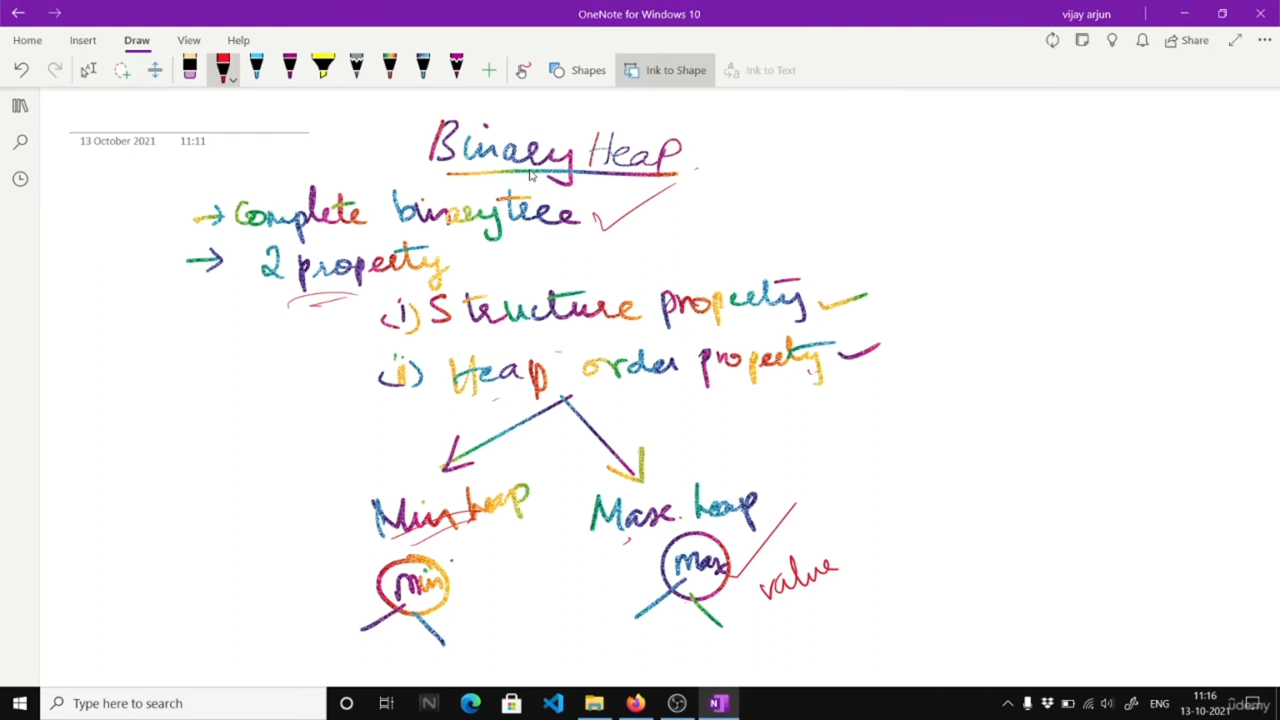 OneNote for Windows 10
vijay arjun
Home Insert Draw View Help
Share
Shapes
Ink to Shape
Ink to Text
13 October 2021 11:11
Binary Heap
→ Complete binary tree ✓
→ 2 property
(i) Structure property ✓
(ii) Heap order property ✓
Min heap Max. heap
min max
value
Type here to search
ENG
11:16
13-10-2021
ûdemy